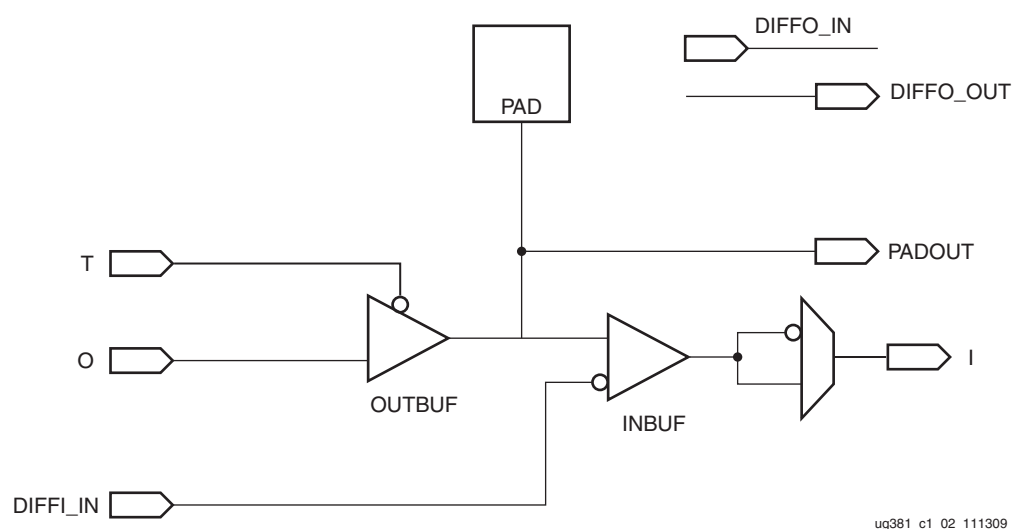 DIFFO_IN
DIFFO_OUT
PAD
PADOUT
T
O
I
OUTBUF
INBUF
DIFFI_IN
ug381_c1_02_111309